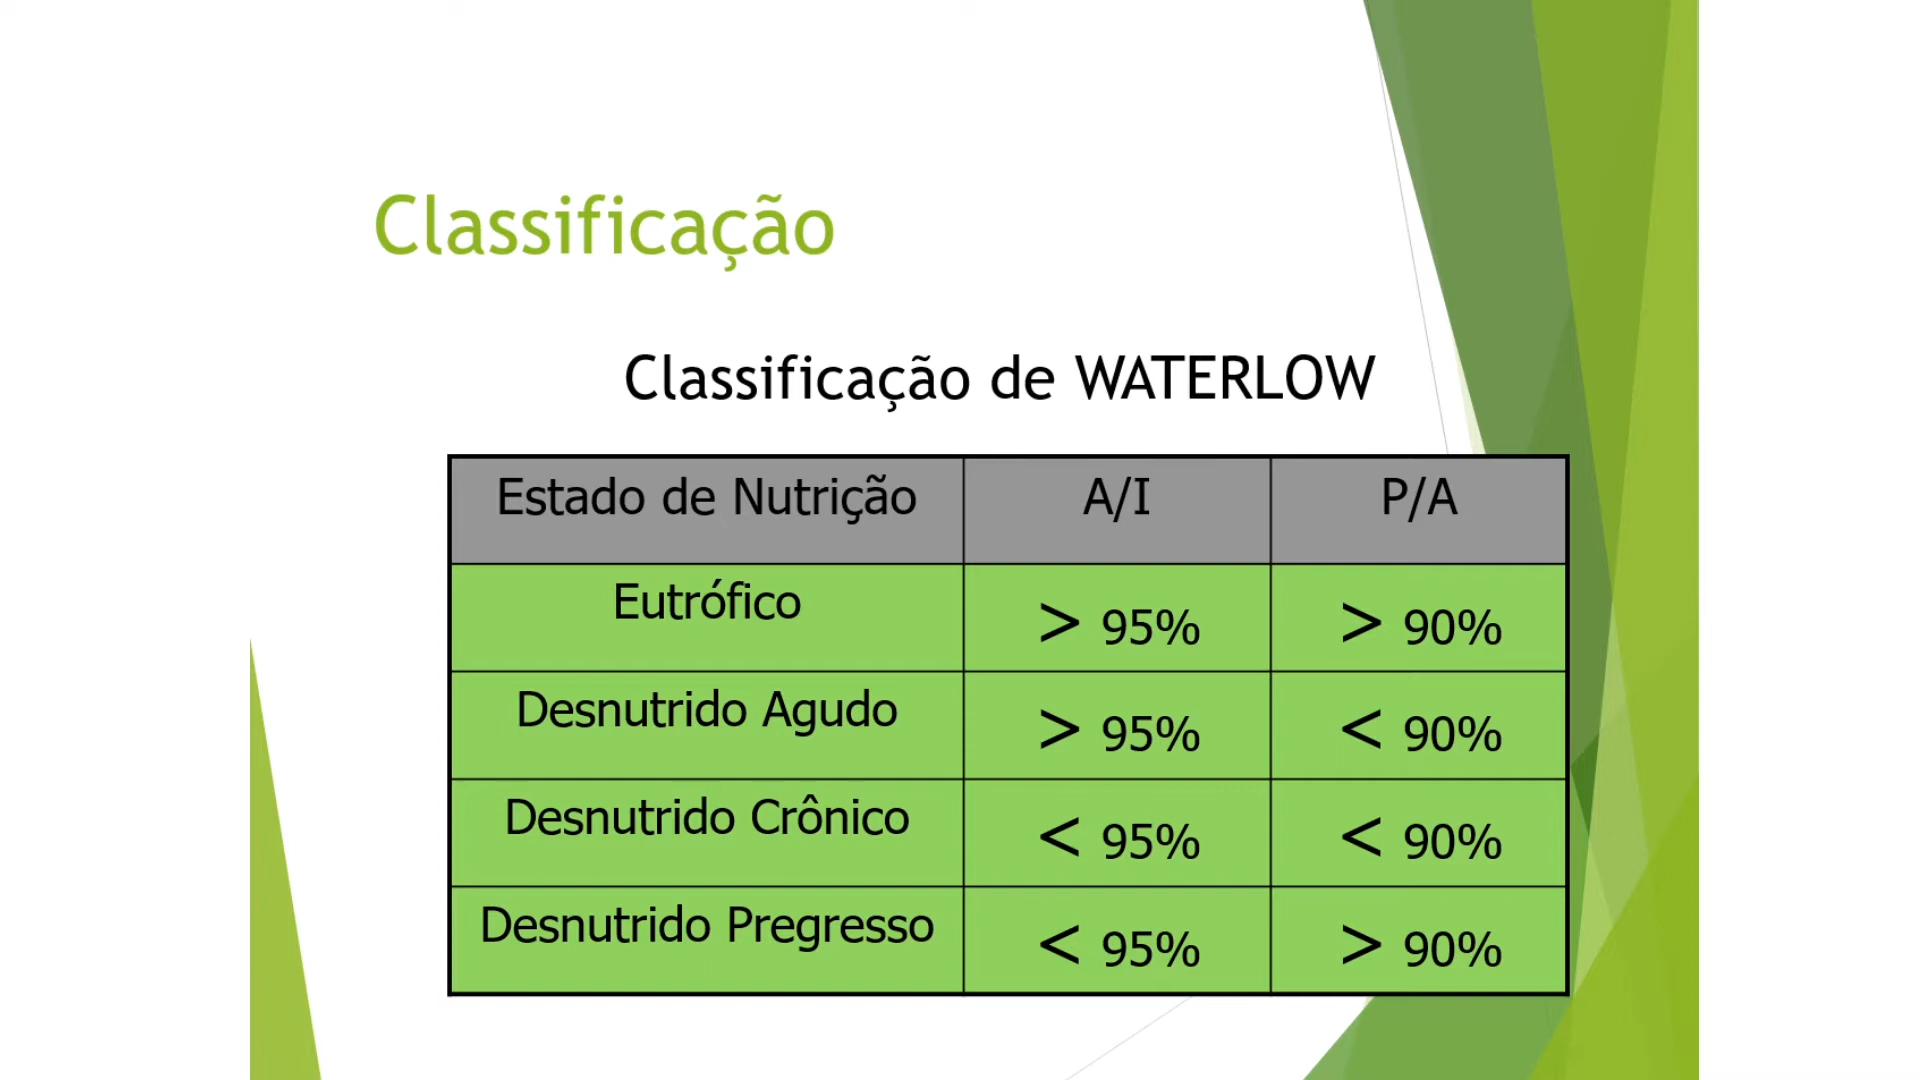 Classificação
Classificação de WATERLOW
Estado de Nutrição A/I P/A
Eutrófico > 95% > 90%
Desnutrido Agudo > 95% < 90%
Desnutrido Crônico < 95% < 90%
Desnutrido Pregresso < 95% > 90%